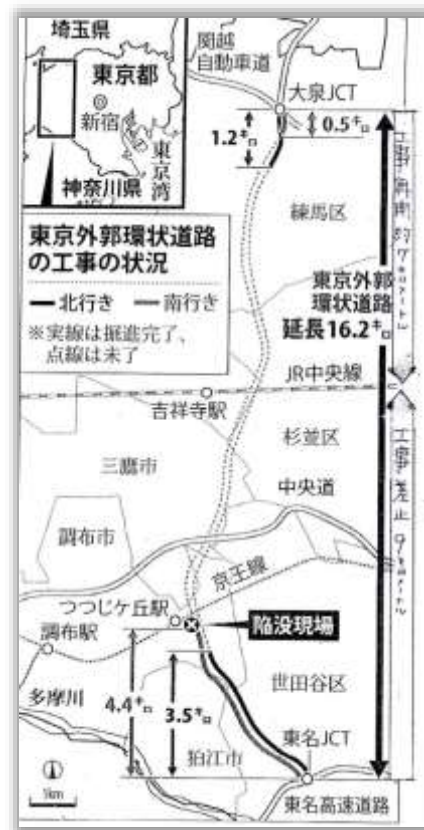 埼玉県
東京都
新宿
東京湾
神奈川県
関越
自動車道
大泉JCT
1.2キロ
0.5キロ
練馬区
東京外郭環状道路
の工事の状況
北行き 南行き
※実線は掘進完了、
点線は未了
東京外郭
環状道路
延長16.2キロ
JR中央線
吉祥寺駅
杉並区
三鷹市
中央道
調布市
京王線
つつじケ丘駅
陥没現場
調布駅
世田谷区
4.4キロ
3.5キロ
多摩川
狛江市
東名JCT
1km
東名高速道路
工事差止